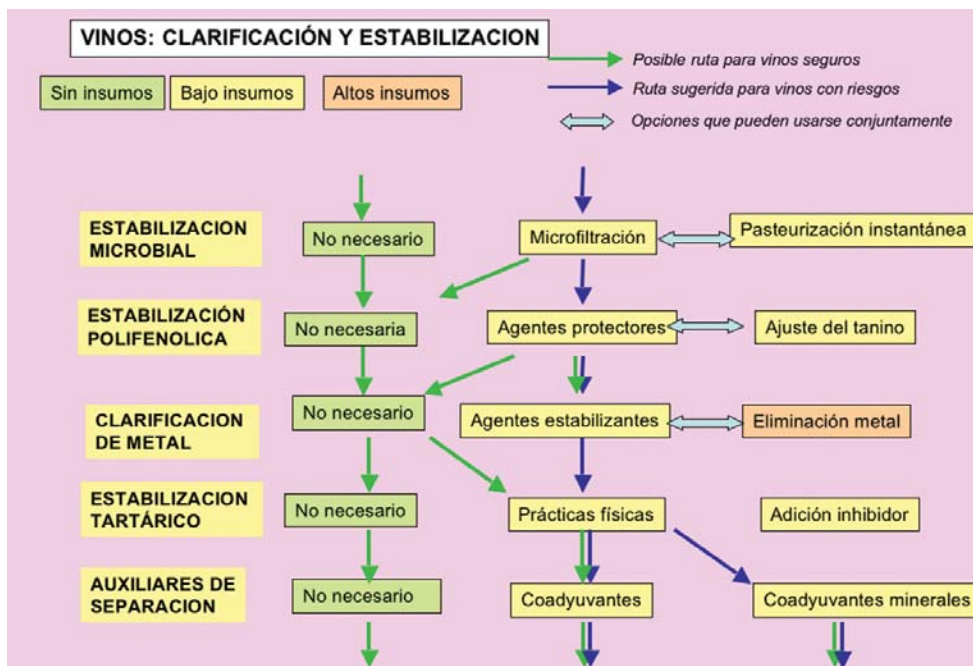 VINOS: CLARIFICACIÓN Y ESTABILIZACION
Posible ruta para vinos seguros
Sin insumos
Bajo insumos
Altos insumos
Ruta sugerida para vinos con riesgos
Opciones que pueden usarse conjuntamente
ESTABILIZACION
MICROBIAL
No necesario
Microfiltración
Pasteurización instantánea
ESTABILIZACIÓN
POLIFENOLICA
No necesaria
Agentes protectores
Ajuste del tanino
CLARIFICACION
DE METAL
No necesario
Agentes estabilizantes
Eliminación metal
ESTABILIZACION
TARTÁRICO
No necesario
Prácticas físicas
Adición inhibidor
AUXILIARES DE
SEPARACION
No necesario
Coadyuvantes
Coadyuvantes minerales